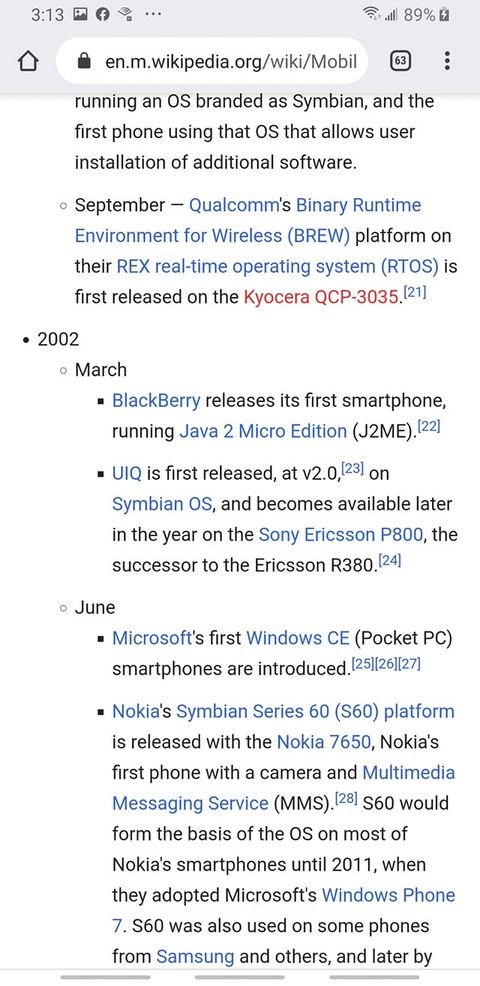 3:13 89%
en.m.wikipedia.org/wiki/Mobil 63
running an OS branded as Symbian, and the
first phone using that OS that allows user
installation of additional software.
September — Qualcomm's Binary Runtime
Environment for Wireless (BREW) platform on
their REX real-time operating system (RTOS) is
first released on the Kyocera QCP-3035.[21]
2002
March
BlackBerry releases its first smartphone,
running Java 2 Micro Edition (J2ME).[22]
UIQ is first released, at v2.0,[23] on
Symbian OS, and becomes available later
in the year on the Sony Ericsson P800, the
successor to the Ericsson R380.[24]
June
Microsoft's first Windows CE (Pocket PC)
smartphones are introduced.[25][26][27]
Nokia's Symbian Series 60 (S60) platform
is released with the Nokia 7650, Nokia's
first phone with a camera and Multimedia
Messaging Service (MMS).[28] S60 would
form the basis of the OS on most of
Nokia's smartphones until 2011, when
they adopted Microsoft's Windows Phone
7. S60 was also used on some phones
from Samsung and others, and later by